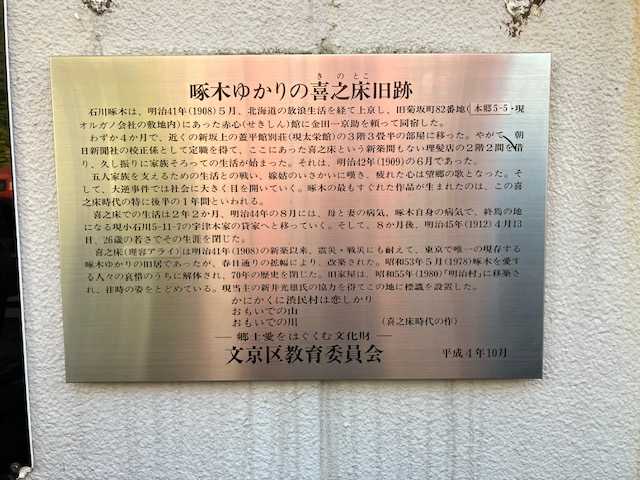 きのとこ
啄木ゆかりの喜之床旧跡
石川啄木は、明治41年(1908)５月、北海道の放浪生活を経て上京し、旧菊坂町82番地(本郷5-5・現
オルガノ会社の敷地内)にあった赤心(せきしん)館に金田一京助を頼って同宿した。
わずか４か月で、近くの新坂上の蓋平館別荘(現太栄館)の３階３畳半の部屋に移った。やがて、朝
日新聞社の校正係として定職を得て、ここにあった喜之床という新築間もない理髪店の２階２間を借
り、久し振りに家族そろっての生活が始まった。それは、明治42年(1909)の６月であった。
五人家族を支えるための生活との戦い、嫁姑のいさかいに嘆き、疲れた心は望郷の歌となった。そ
して、大逆事件では社会に大きく目を開いていく。啄木の最もすぐれた作品が生まれたのは、この喜
之床時代の特に後半の１年間といわれる。
喜之床での生活は２年２か月、明治44年の８月には、母と妻の病気、啄木自身の病気で、終焉の地
になる現小石川5-11-7の宇津木家の貸家へと移っていく。そして、８か月後、明治45年(1912)４月13
日、26歳の若さでその生涯を閉じた。
喜之床(理容アライ)は明治41年(1908)の新築以来、震災・戦災にも耐えて、東京で唯一の現存する
啄木ゆかりの旧居であったが、春日通りの拡幅により、改築された。昭和53年５月(1978)啄木を愛す
る人々の哀惜のうちに解体され、70年の歴史を閉じた。旧家屋は、昭和55年(1980)「明治村」に移築さ
れ、往時の姿をとどめている。現当主の新井光雄氏の協力を得てこの地に標識を設置した。
かにかくに渋民村は恋しかり
おもいでの山
おもいでの川 (喜之床時代の作)
―郷土愛をはぐくむ文化財―
文京区教育委員会 平成４年10月